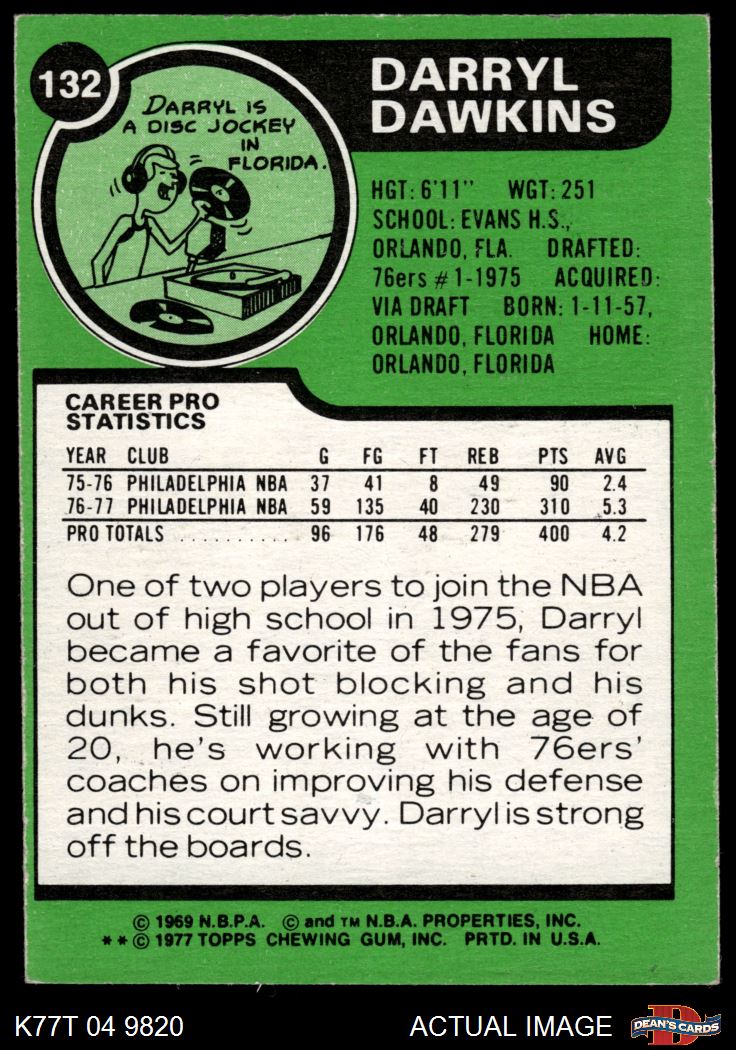 132
DARRYL
DAWKINS
DARRYL IS
A DISC JOCKEY
IN
FLORIDA.
HGT: 6'11" WGT: 251
SCHOOL: EVANS H.S.,
ORLANDO, FLA. DRAFTED:
76ers #1-1975 ACQUIRED:
VIA DRAFT BORN: 1-11-57,
ORLANDO, FLORIDA HOME:
ORLANDO, FLORIDA
CAREER PRO
STATISTICS
YEAR CLUB G FG FT REB PTS AVG
75-76 PHILADELPHIA NBA 37 41 8 49 90 2.4
76-77 PHILADELPHIA NBA 59 135 40 230 310 5.3
PRO TOTALS .......... 96 176 48 279 400 4.2
One of two players to join the NBA
out of high school in 1975, Darryl
became a favorite of the fans for
both his shot blocking and his
dunks. Still growing at the age of
20, he's working with 76ers'
coaches on improving his defense
and his court savvy. Darryl is strong
off the boards.
© 1969 N.B.P.A. © and TM N.B.A. PROPERTIES, INC.
**© 1977 TOPPS CHEWING GUM, INC. PRTD. IN U.S.A.
K77T 04 9820 ACTUAL IMAGE DEAN'S CARDS